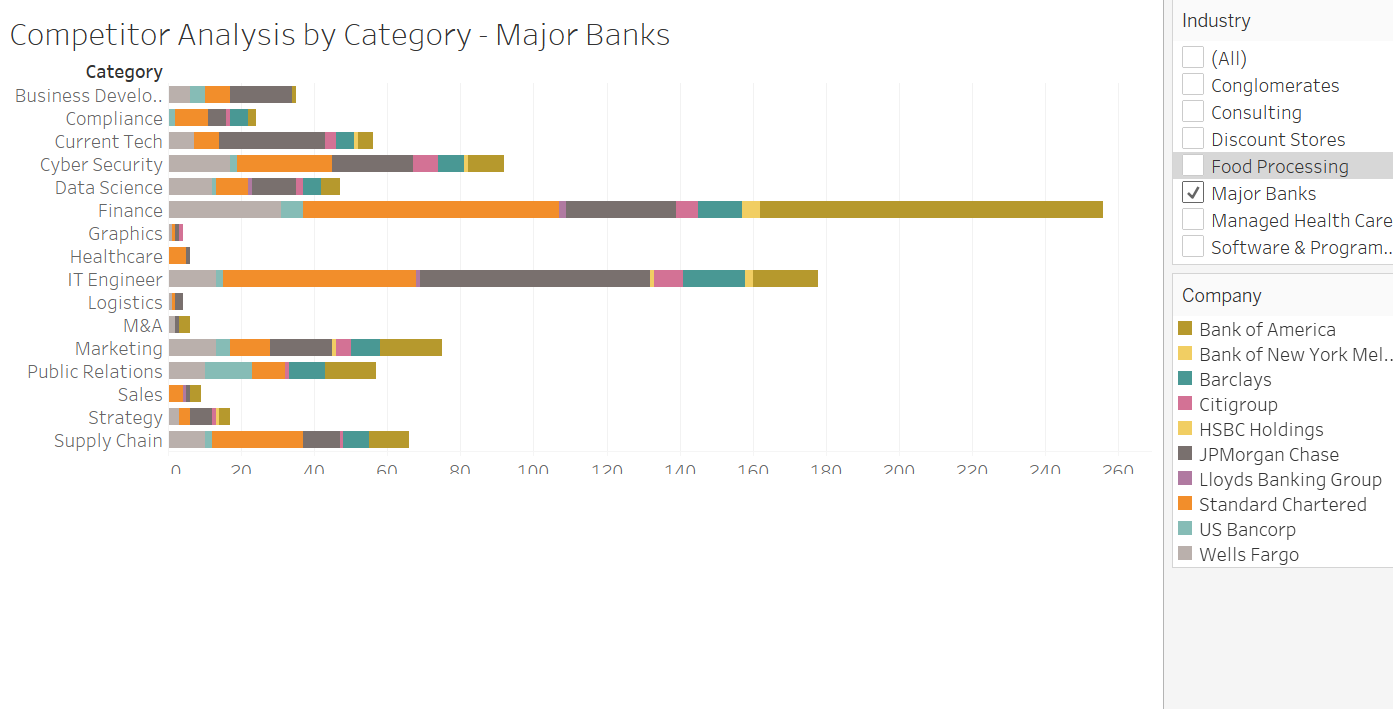 Competitor Analysis by Category - Major Banks
Category
Business Develo..
Compliance
Current Tech
Cyber Security
Data Science
Finance
Graphics
Healthcare
IT Engineer
Logistics
M&A
Marketing
Public Relations
Sales
Strategy
Supply Chain
0 20 40 60 80 100 120 140 160 180 200 220 240 260
Industry
(All)
Conglomerates
Consulting
Discount Stores
Food Processing
Major Banks
Managed Health Care
Software & Program..
Company
Bank of America
Bank of New York Mel..
Barclays
Citigroup
HSBC Holdings
JPMorgan Chase
Lloyds Banking Group
Standard Chartered
US Bancorp
Wells Fargo